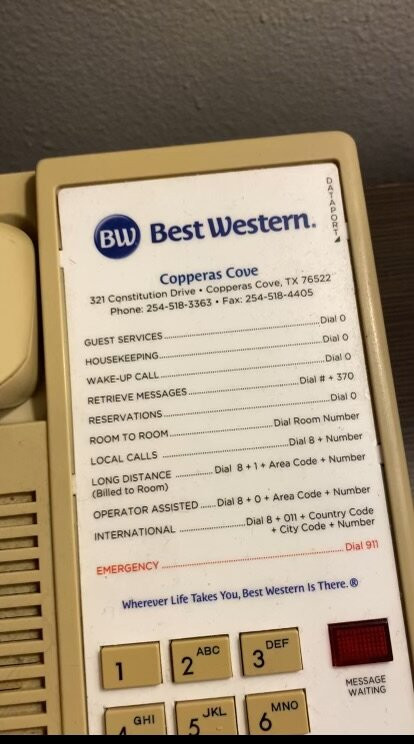 DATAPORT
BW Best Western.
Copperas Cove
321 Constitution Drive • Copperas Cove, TX 76522
Phone: 254-518-3363 • Fax: 254-518-4405
GUEST SERVICES Dial 0
HOUSEKEEPING Dial 0
WAKE-UP CALL Dial 0
RETRIEVE MESSAGES Dial # + 370
RESERVATIONS Dial 0
ROOM TO ROOM Dial Room Number
LOCAL CALLS Dial 8 + Number
LONG DISTANCE Dial 8 + 1 + Area Code + Number
(Billed to Room)
OPERATOR ASSISTED Dial 8 + 0 + Area Code + Number
INTERNATIONAL Dial 8 + 011 + Country Code
+ City Code + Number
EMERGENCY Dial 911
Wherever Life Takes You, Best Western Is There.®
1 2 ABC 3 DEF
MESSAGE
WAITING
4 GHI 5 JKL 6 MNO